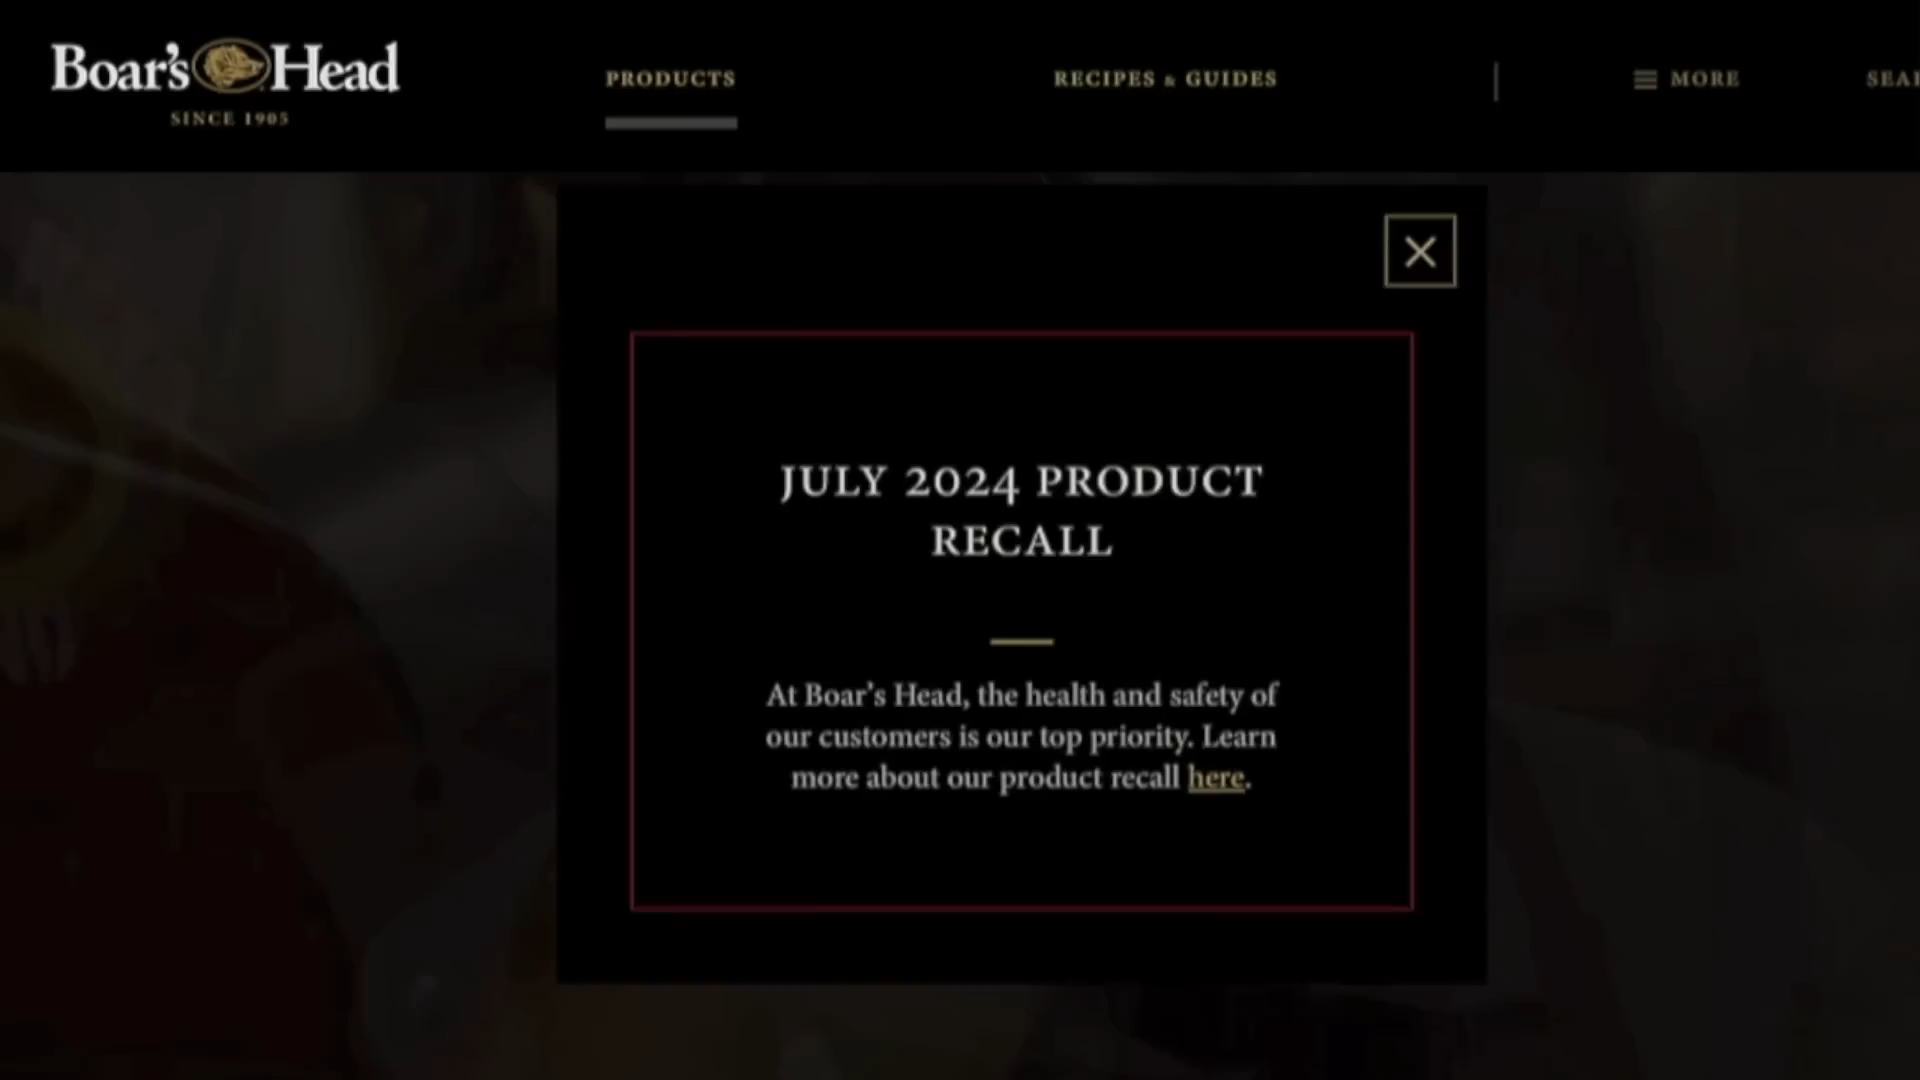 Boar's Head
SINCE 1905
PRODUCTS
RECIPES & GUIDES
MORE
JULY 2024 PRODUCT
RECALL
At Boar's Head, the health and safety of
our customers is our top priority. Learn
more about our product recall here.